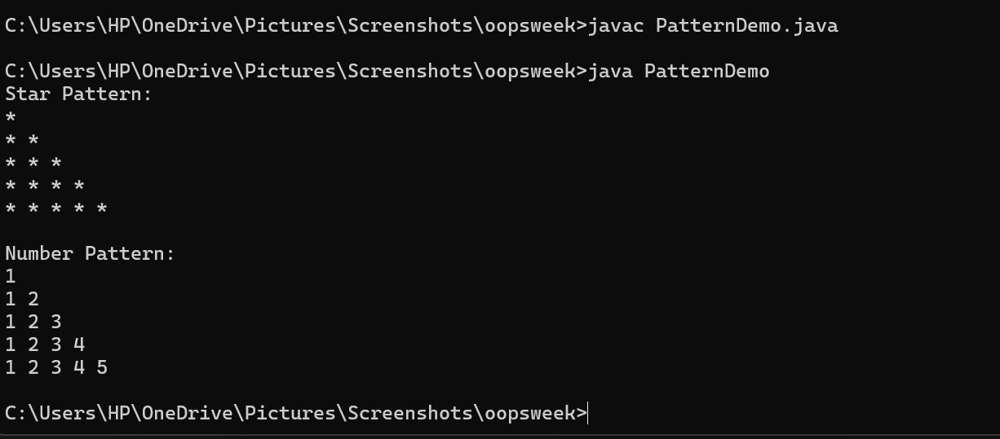 C:\Users\HP\OneDrive\Pictures\Screenshots\oopsweek>javac PatternDemo.java
C:\Users\HP\OneDrive\Pictures\Screenshots\oopsweek>java PatternDemo
Star Pattern:
*
* *
* * *
* * * *
* * * * *
Number Pattern:
1
1 2
1 2 3
1 2 3 4
1 2 3 4 5
C:\Users\HP\OneDrive\Pictures\Screenshots\oopsweek>